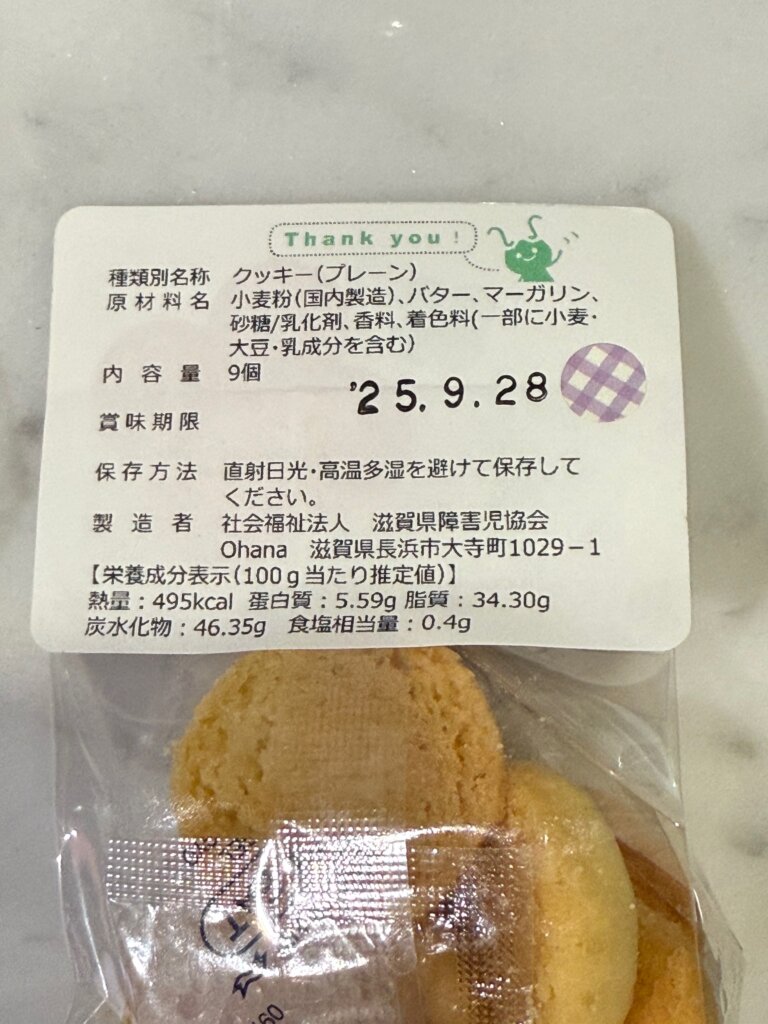 Thank you!
種類別名称 クッキー(プレーン)
原材料名 小麦粉(国内製造)、バター、マーガリン、
砂糖/乳化剤、香料、着色料(一部に小麦・
大豆・乳成分を含む)
内容量 9個
'25.9.28
賞味期限
保存方法 直射日光・高温多湿を避けて保存して
ください。
製造者 社会福祉法人 滋賀県障害児協会
Ohana 滋賀県長浜市大寺町1029-1
【栄養成分表示(100g当たり推定値)】
熱量:495kcal 蛋白質:5.59g 脂質:34.30g
炭水化物:46.35g 食塩相当量:0.4g